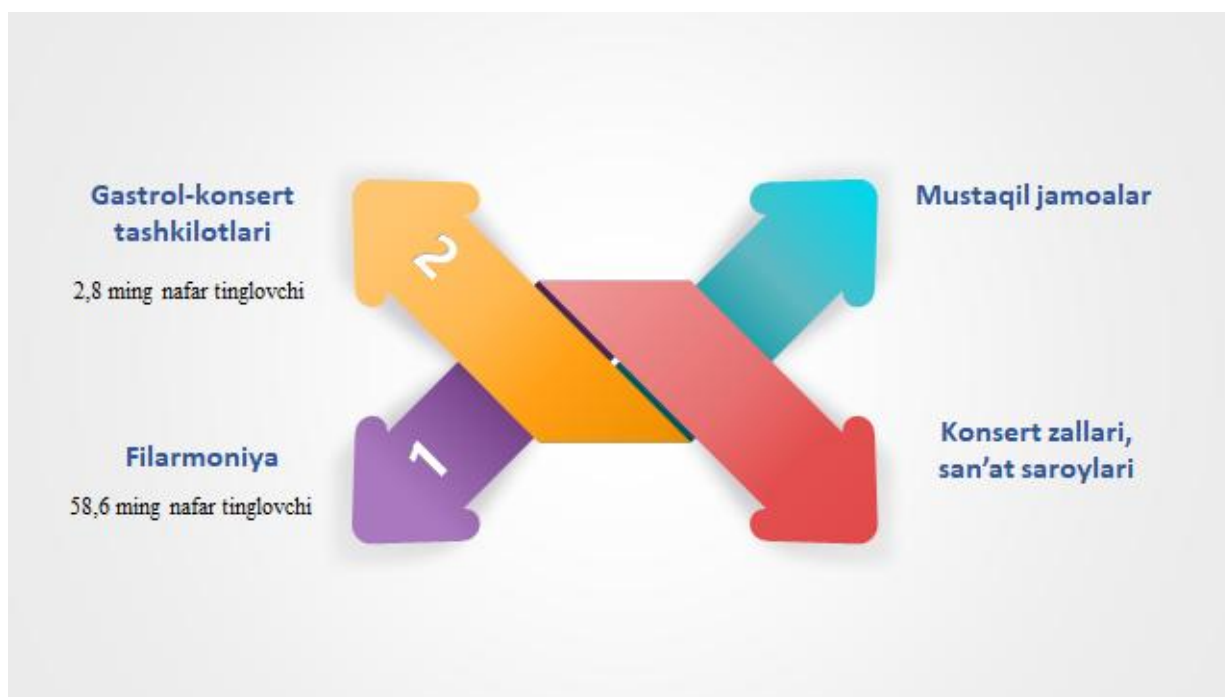 Gastrol-konsert
tashkilotlari
2,8 ming nafar tinglovchi
2
Mustaqil jamoalar
Filarmoniya
58,6 ming nafar tinglovchi
1
Konsert zallari,
san’at saroylari